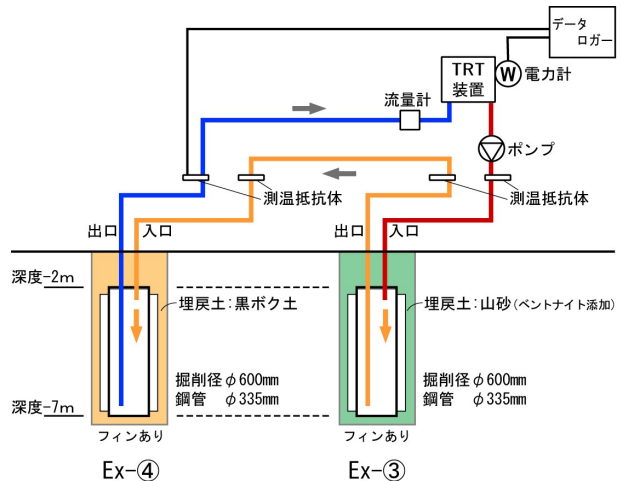 データ
ロガー
TRT
装置
W
電力計
流量計
ポンプ
測温抵抗体
測温抵抗体
出口
入口
出口
入口
深度-2m
埋戻土:黒ボク土
埋戻土:山砂(ベントナイト添加)
掘削径φ600mm
鋼管 φ335mm
掘削径φ600mm
鋼管 φ335mm
深度-7m
フィンあり
フィンあり
Ex-④
Ex-③